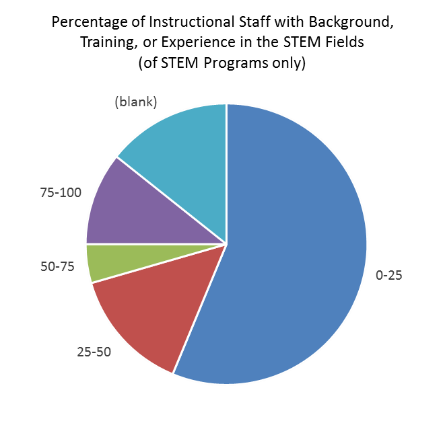 Percentage of Instructional Staff with Background,
Training, or Experience in the STEM Fields
(of STEM Programs only)
(blank)
75-100
50-75
0-25
25-50